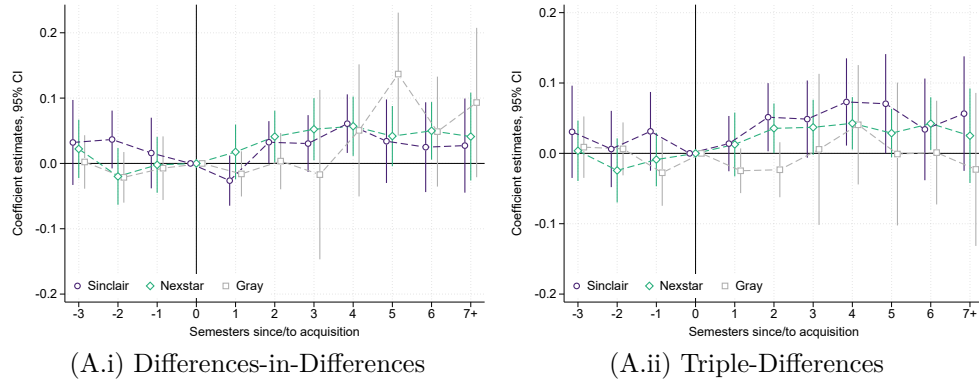 0.2
0.1
0.0
-0.1
-0.2
Coefficient estimates, 95% CI
Sinclair Nexstar Gray
-3 -2 -1 0 1 2 3 4 5 6 7+
Semesters since/to acquisition
(A.i) Differences-in-Differences
0.2
0.1
0.0
-0.1
-0.2
Coefficient estimates, 95% CI
Sinclair Nexstar Gray
-3 -2 -1 0 1 2 3 4 5 6 7+
Semesters since/to acquisition
(A.ii) Triple-Differences